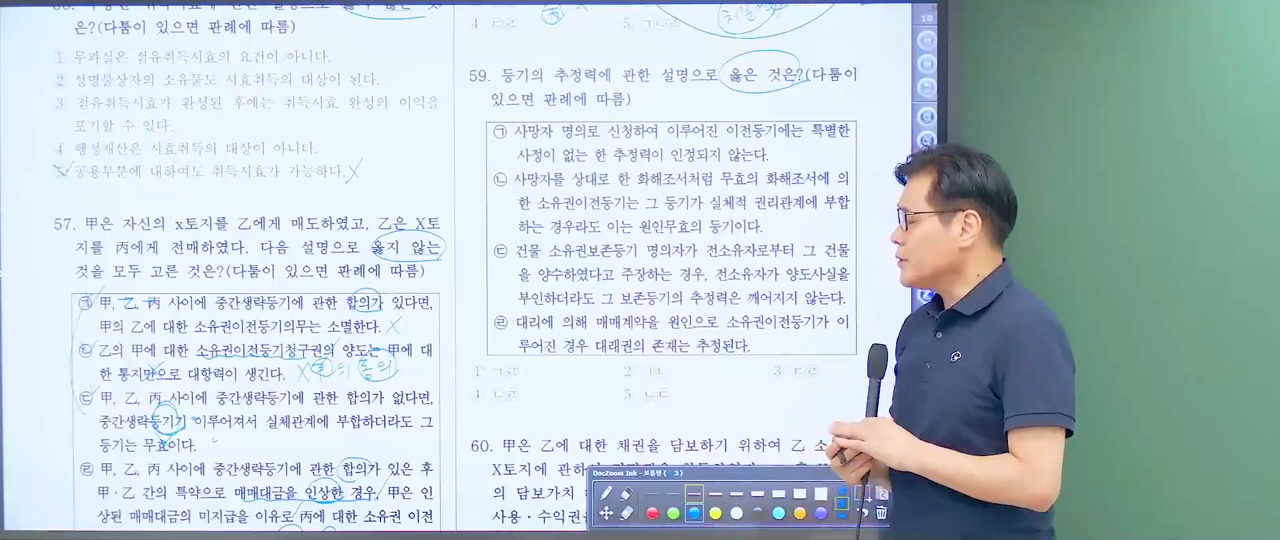 은?(다툼이 있으면 판례에 따름)
① 무과실은 점유취득시효의 요건이 아니다.
② 성명불상자의 소유물도 시효취득의 대상이 된다.
③ 점유취득시효가 완성된 후에는 취득시효 완성의 이익을
포기할 수 있다.
④ 행정재산은 시효취득의 대상이 아니다.
공용부분에 대하여도 취득시효가 가능하다.
57. 甲은 자신의 x토지를 乙에게 매도하였고, 乙은 X토
지를 丙에게 전매하였다. 다음 설명으로 옳지 않는
것을 모두 고른 것은?(다툼이 있으면 판례에 따름)
㉠ 甲, 乙, 丙 사이에 중간생략등기에 관한 합의가 있다면,
甲의 乙에 대한 소유권이전등기의무는 소멸한다.
㉡ 乙의 甲에 대한 소유권이전등기청구권의 양도는 甲에 대
한 통지만으로 대항력이 생긴다.
㉢ 甲, 乙, 丙 사이에 중간생략등기에 관한 합의가 없다면,
중간생략등기가 이루어져서 실체관계에 부합하더라도 그
등기는 무효이다.
㉣ 甲, 乙, 丙 사이에 중간생략등기에 관한 합의가 있은 후
甲·乙 간의 특약으로 매매대금을 인상한 경우, 甲은 인
상된 매매대금의 미지급을 이유로 丙에 대한 소유권 이전
4 ㄷㄹ 5 ㄱㄴㄹ
59. 등기의 추정력에 관한 설명으로 옳은 것은?(다툼이
있으면 판례에 따름)
㉠ 사망자 명의로 신청하여 이루어진 이전등기에는 특별한
사정이 없는 한 추정력이 인정되지 않는다.
㉡ 사망자를 상대로 한 화해조서처럼 무효의 화해조서에 의
한 소유권이전등기는 그 등기가 실체적 권리관계에 부합
하는 경우라도 이는 원인무효의 등기이다.
㉢ 건물 소유권보존등기 명의자가 전소유자로부터 그 건물
을 양수하였다고 주장하는 경우, 전소유자가 양도사실을
부인하더라도 그 보존등기의 추정력은 깨어지지 않는다.
㉣ 대리에 의해 매매계약을 원인으로 소유권이전등기가 이
루어진 경우 대래권의 존재는 추정된다.
1 ㄱㄹ 2 ㄱㄴ 3 ㄷㄹ
4 ㄴㄹ 5 ㄴㄷ
60. 甲은 乙에 대한 채권을 담보하기 위하여 乙 소
X토지에 관하
의 담보가치
사용·수익권
DocZoom Ink - 보통펜 ( 3 )